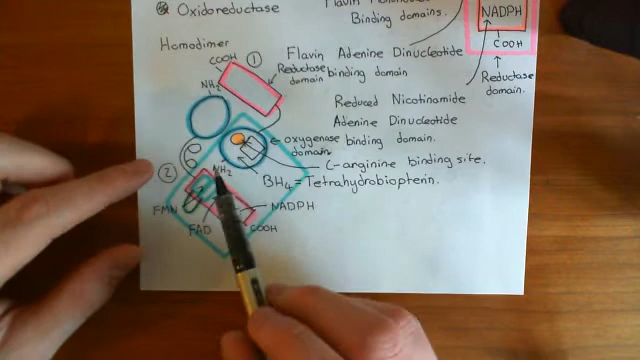 Oxidoreductase
Flavin
Binding domains.
NADPH
COOH
Reductase
domain.
Homodimer
COOH
①
NH2
Reductase
domain
Flavin Adenine Dinucleotide
binding domain
Reduced Nicotinamide
Adenine Dinucleotide
binding domain.
oxygenase
domain
L-arginine binding site.
②
NH2
BH4 = Tetrahydrobiopterin.
FMN
FAD
NADPH
COOH